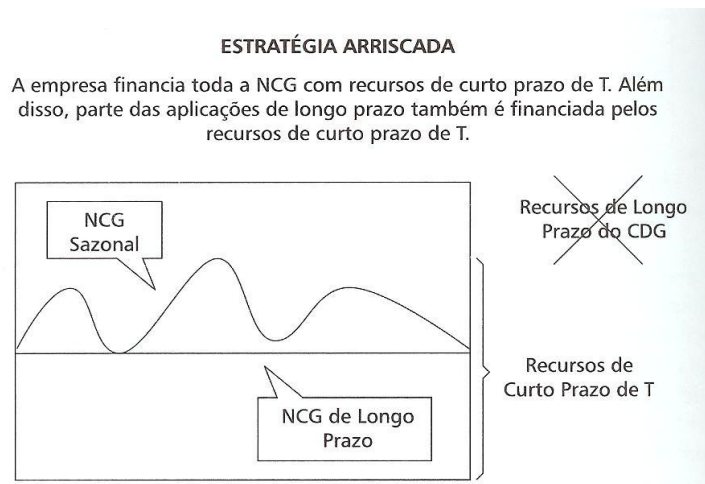 ESTRATÉGIA ARRISCADA
A empresa financia toda a NCG com recursos de curto prazo de T. Além
disso, parte das aplicações de longo prazo também é financiada pelos
recursos de curto prazo de T.
NCG
Sazonal
Recursos de Longo
Prazo do CDG
Recursos de
Curto Prazo de T
NCG de Longo
Prazo